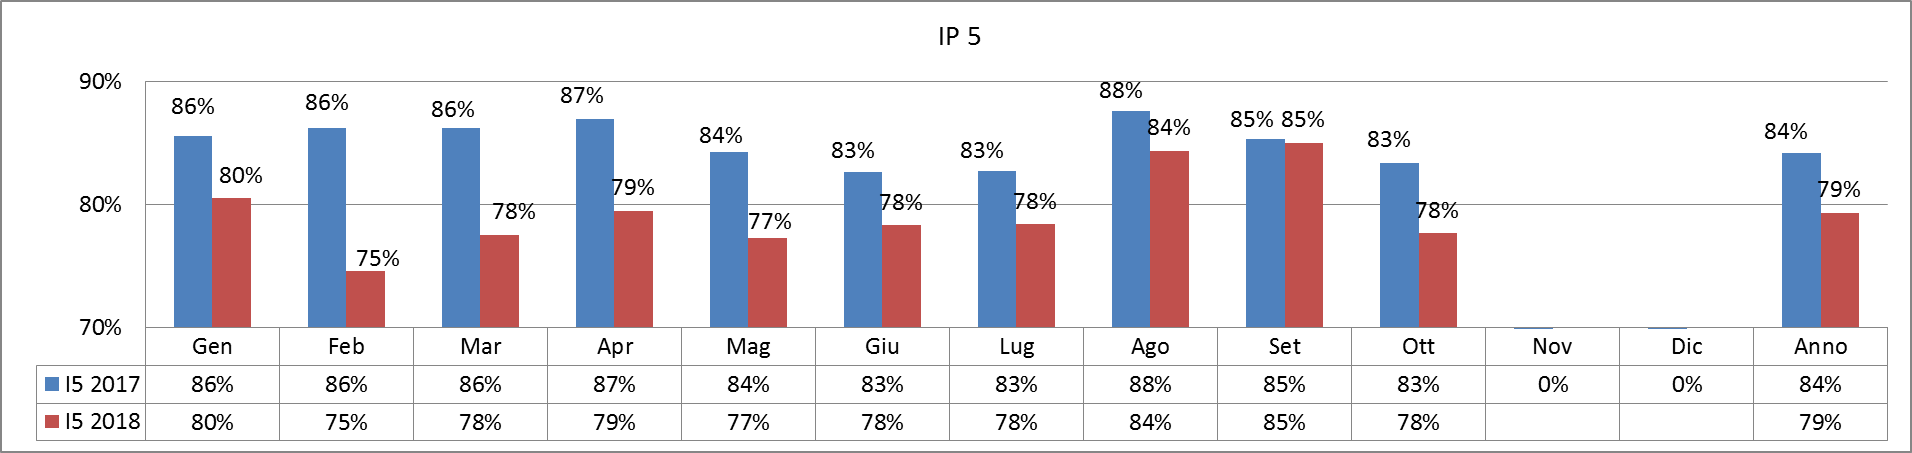 IP 5
90%
80%
70%
86% 86% 86% 87% 84% 83% 83% 88% 85% 83% 84%
80% 75% 78% 79% 77% 78% 78% 84% 85% 78% 79%
Gen Feb Mar Apr Mag Giu Lug Ago Set Ott Nov Dic Anno
I5 2017 86% 86% 86% 87% 84% 83% 83% 88% 85% 83% 0% 0% 84%
I5 2018 80% 75% 78% 79% 77% 78% 78% 84% 85% 78% 79%